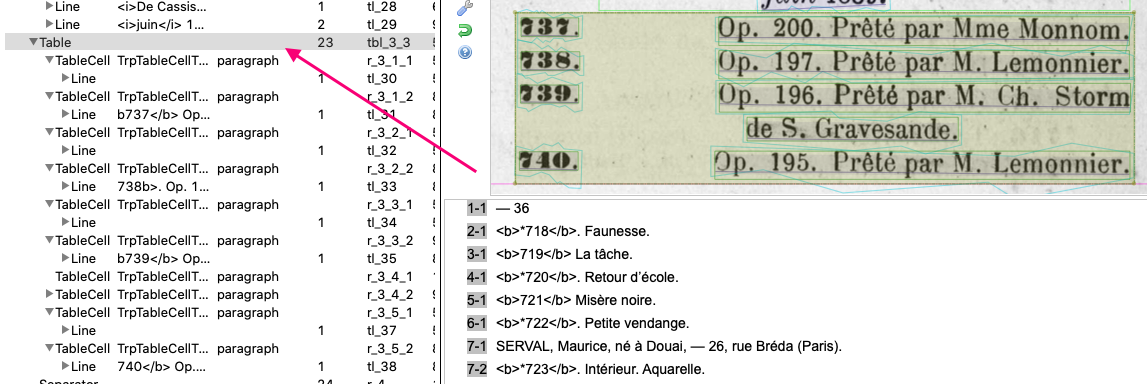 Line <i>De Cassis... 1 tl_28
Line <i>juin</i> 1... 2 tl_29
Table 23 tbl_3_3
TableCell TrpTableCellT... paragraph r_3_1_1
Line 1 tl_30
TableCell TrpTableCellT... paragraph r_3_1_2
Line b737</b> Op... 1 tl_31
TableCell TrpTableCellT... paragraph r_3_2_1
Line 1 tl_32
TableCell TrpTableCellT... paragraph r_3_2_2
Line 738b>. Op. 1... 1 tl_33
TableCell TrpTableCellT... paragraph r_3_3_1
Line 1 tl_34
TableCell TrpTableCellT... paragraph r_3_3_2
Line b739</b> Op... 1 tl_35
TableCell TrpTableCellT... paragraph r_3_4_1
TableCell TrpTableCellT... paragraph r_3_4_2
TableCell TrpTableCellT... paragraph r_3_5_1
Line 1 tl_37
TableCell TrpTableCellT... paragraph r_3_5_2
Line 740</b> Op.... 1 tl_38
737. Op. 200. Prêté par Mme Monnom.
738. Op. 197. Prêté par M. Lemonnier.
739. Op. 196. Prêté par M. Ch. Storm
de S. Gravesande.
740. Op. 195. Prêté par M. Lemonnier.
1-1 — 36
2-1 <b>*718</b>. Faunesse.
3-1 <b>719</b> La tâche.
4-1 <b>*720</b>. Retour d'école.
5-1 <b>721</b> Misère noire.
6-1 <b>*722</b>. Petite vendange.
7-1 SERVAL, Maurice, né à Douai, — 26, rue Bréda (Paris).
7-2 <b>*723</b>. Intérieur. Aquarelle.